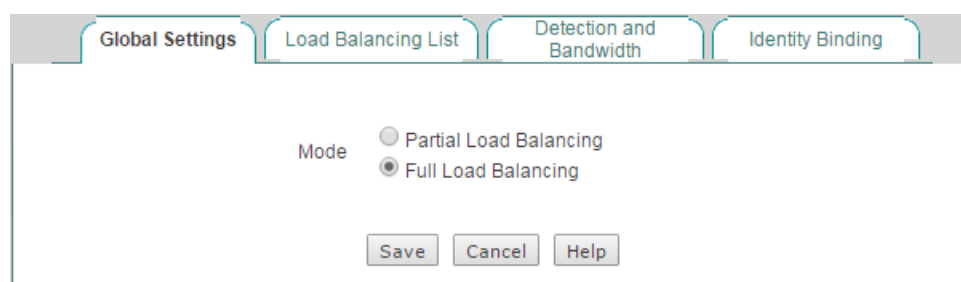 Global Settings
Load Balancing List
Detection and
Bandwidth
Identity Binding
Mode
Partial Load Balancing
Full Load Balancing
Save Cancel Help